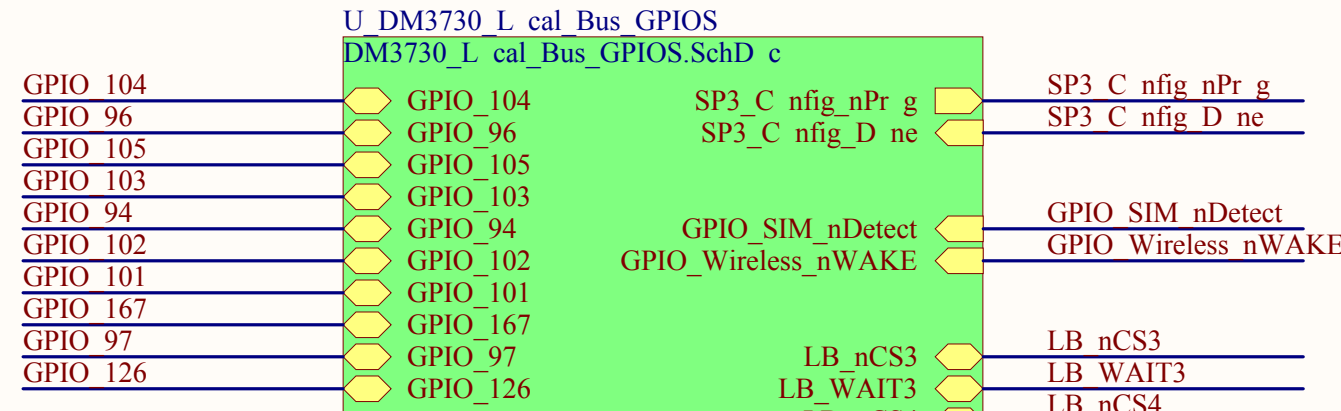 U_DM3730_L cal_Bus_GPIOS
DM3730_L cal_Bus_GPIOS.SchD c
GPIO_104
GPIO_96
GPIO_105
GPIO_103
GPIO_94
GPIO_102
GPIO_101
GPIO_167
GPIO_97
GPIO_126
GPIO_104
GPIO_96
GPIO_105
GPIO_103
GPIO_94
GPIO_102
GPIO_101
GPIO_167
GPIO_97
GPIO_126
SP3_C nfig_nPr g
SP3_C nfig_D ne
GPIO_SIM_nDetect
GPIO_Wireless_nWAKE
LB_nCS3
LB_WAIT3
SP3_C nfig_nPr g
SP3_C nfig_D ne
GPIO_SIM_nDetect
GPIO_Wireless_nWAKE
LB_nCS3
LB_WAIT3
LB_nCS4